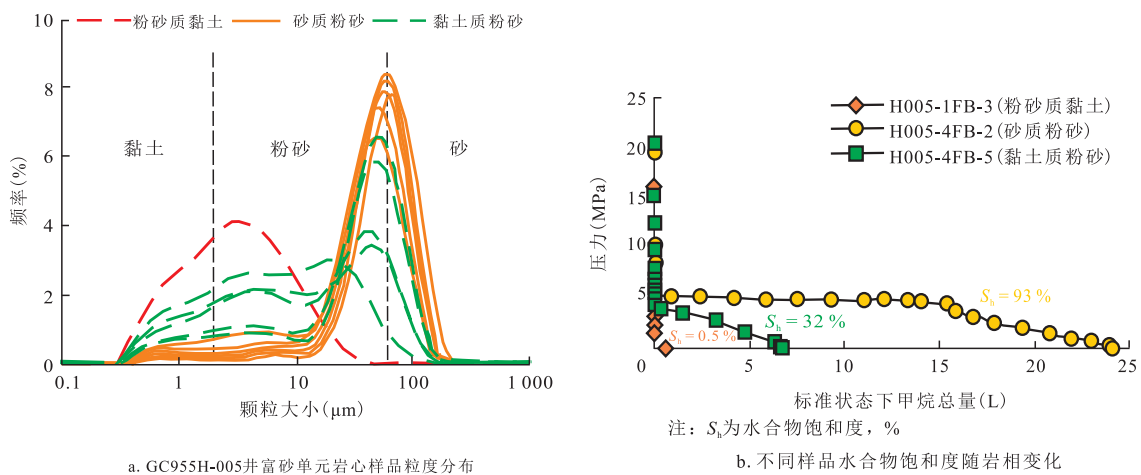 粉砂质黏土 砂质粉砂 黏土质粉砂
10
8
6
4
2
0
频率(%)
黏土 粉砂 砂
0.1 1 10 100 1 000
颗粒大小(μm)
a. GC955H-005井富砂单元岩心样品粒度分布
25
20
15
10
5
0
压力(MPa)
H005-1FB-3(粉砂质黏土)
H005-4FB-2(砂质粉砂)
H005-4FB-5(黏土质粉砂)
Sh = 93 %
Sh = 32 %
Sh = 0.5 %
5 10 15 20 25
标准状态下甲烷总量(L)
注：Sh为水合物饱和度，%
b. 不同样品水合物饱和度随岩相变化